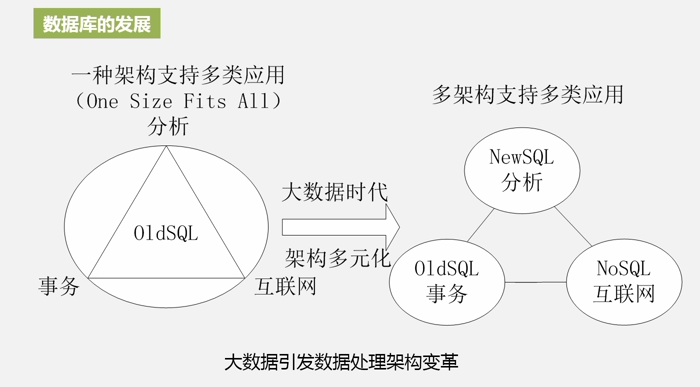 数据库的发展
一种架构支持多类应用
（One Size Fits All）
分析
OldSQL
事务
互联网
大数据时代
架构多元化
多架构支持多类应用
NewSQL
分析
OldSQL
事务
NoSQL
互联网
大数据引发数据处理架构变革